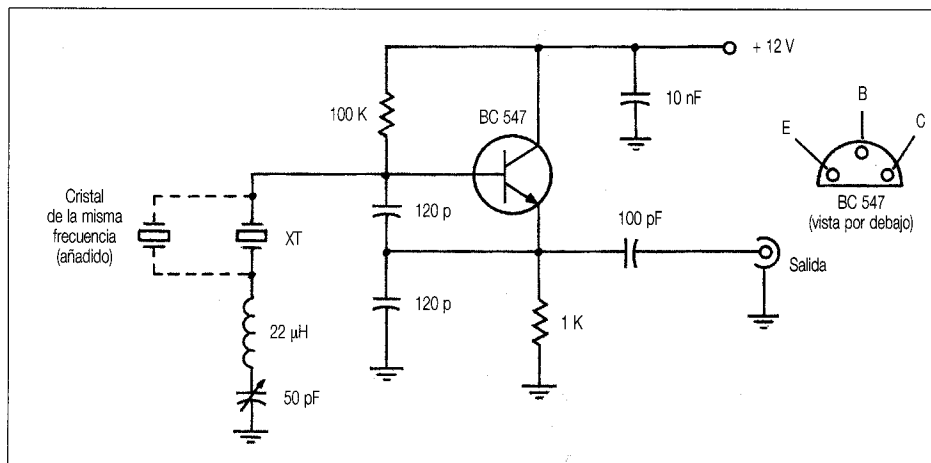 + 12 V
100 K
BC 547
10 nF
B
E
C
BC 547
(vista por debajo)
Cristal
de la misma
frecuencia
(añadido)
XT
120 p
100 pF
Salida
120 p
1 K
22 µH
50 pF